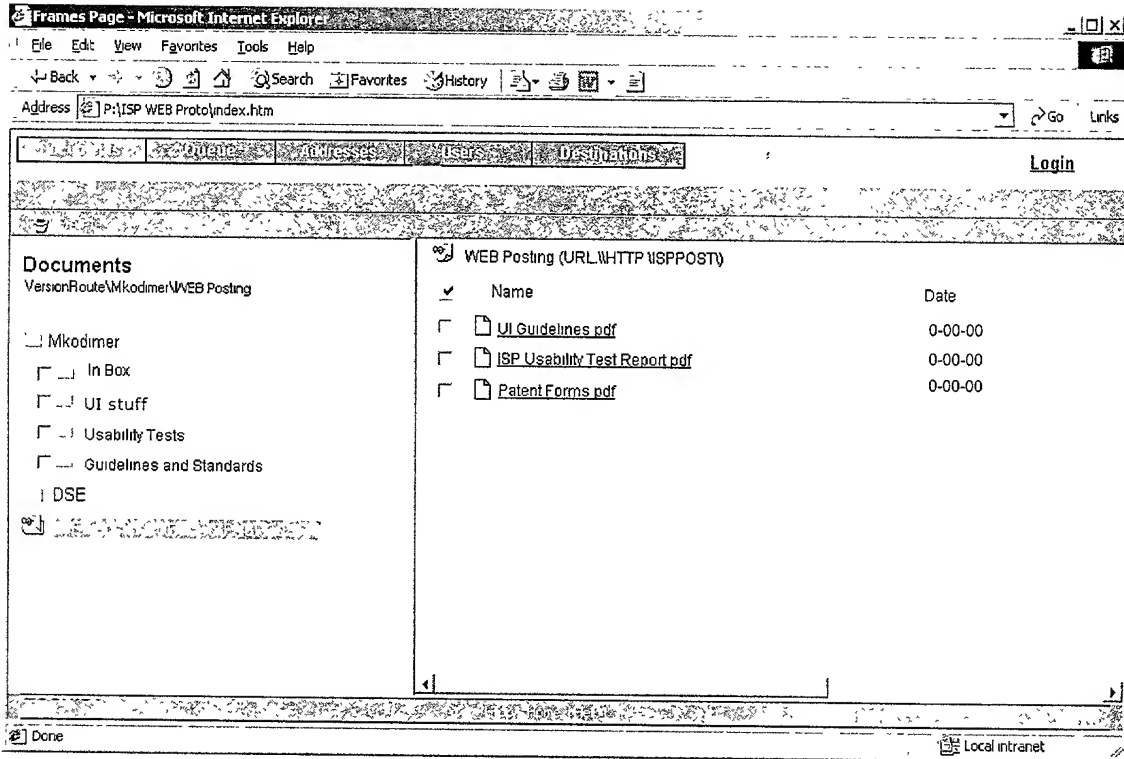 Frames Page - Microsoft Internet Explorer
File Edit View Favorites Tools Help
Back Search Favorites History
Address P:\ISP WEB Proto\index.htm Go Links
Queue Addresses Users Destinations
Login
Documents
VersionRoute\Mkodimer\WEB Posting
Mkodimer
In Box
UI stuff
Usability Tests
Guidelines and Standards
DSE
WEB Posting (URL.\\HTTP \ISPPOST\)
Name Date
UI Guidelines pdf 0-00-00
ISP Usability Test Report pdf 0-00-00
Patent Forms pdf 0-00-00
Done Local intranet